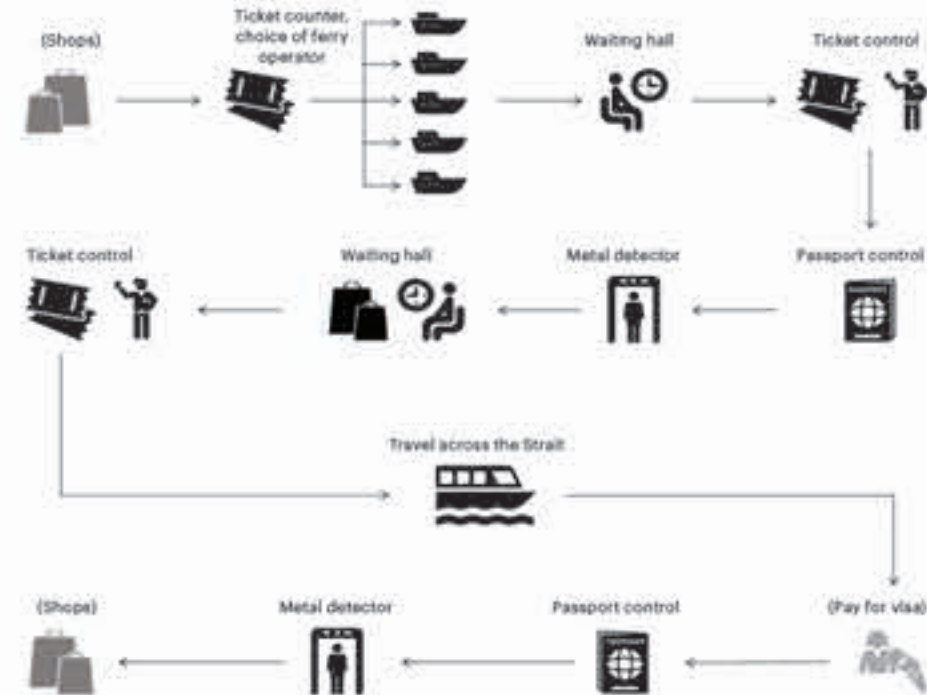 (Shops)
Ticket counter,
choice of ferry
operator
Waiting hall
Ticket control
Ticket control
Waiting hall
Metal detector
Passport control
Travel across the Strait
(Shops)
Metal detector
Passport control
(Pay for visa)